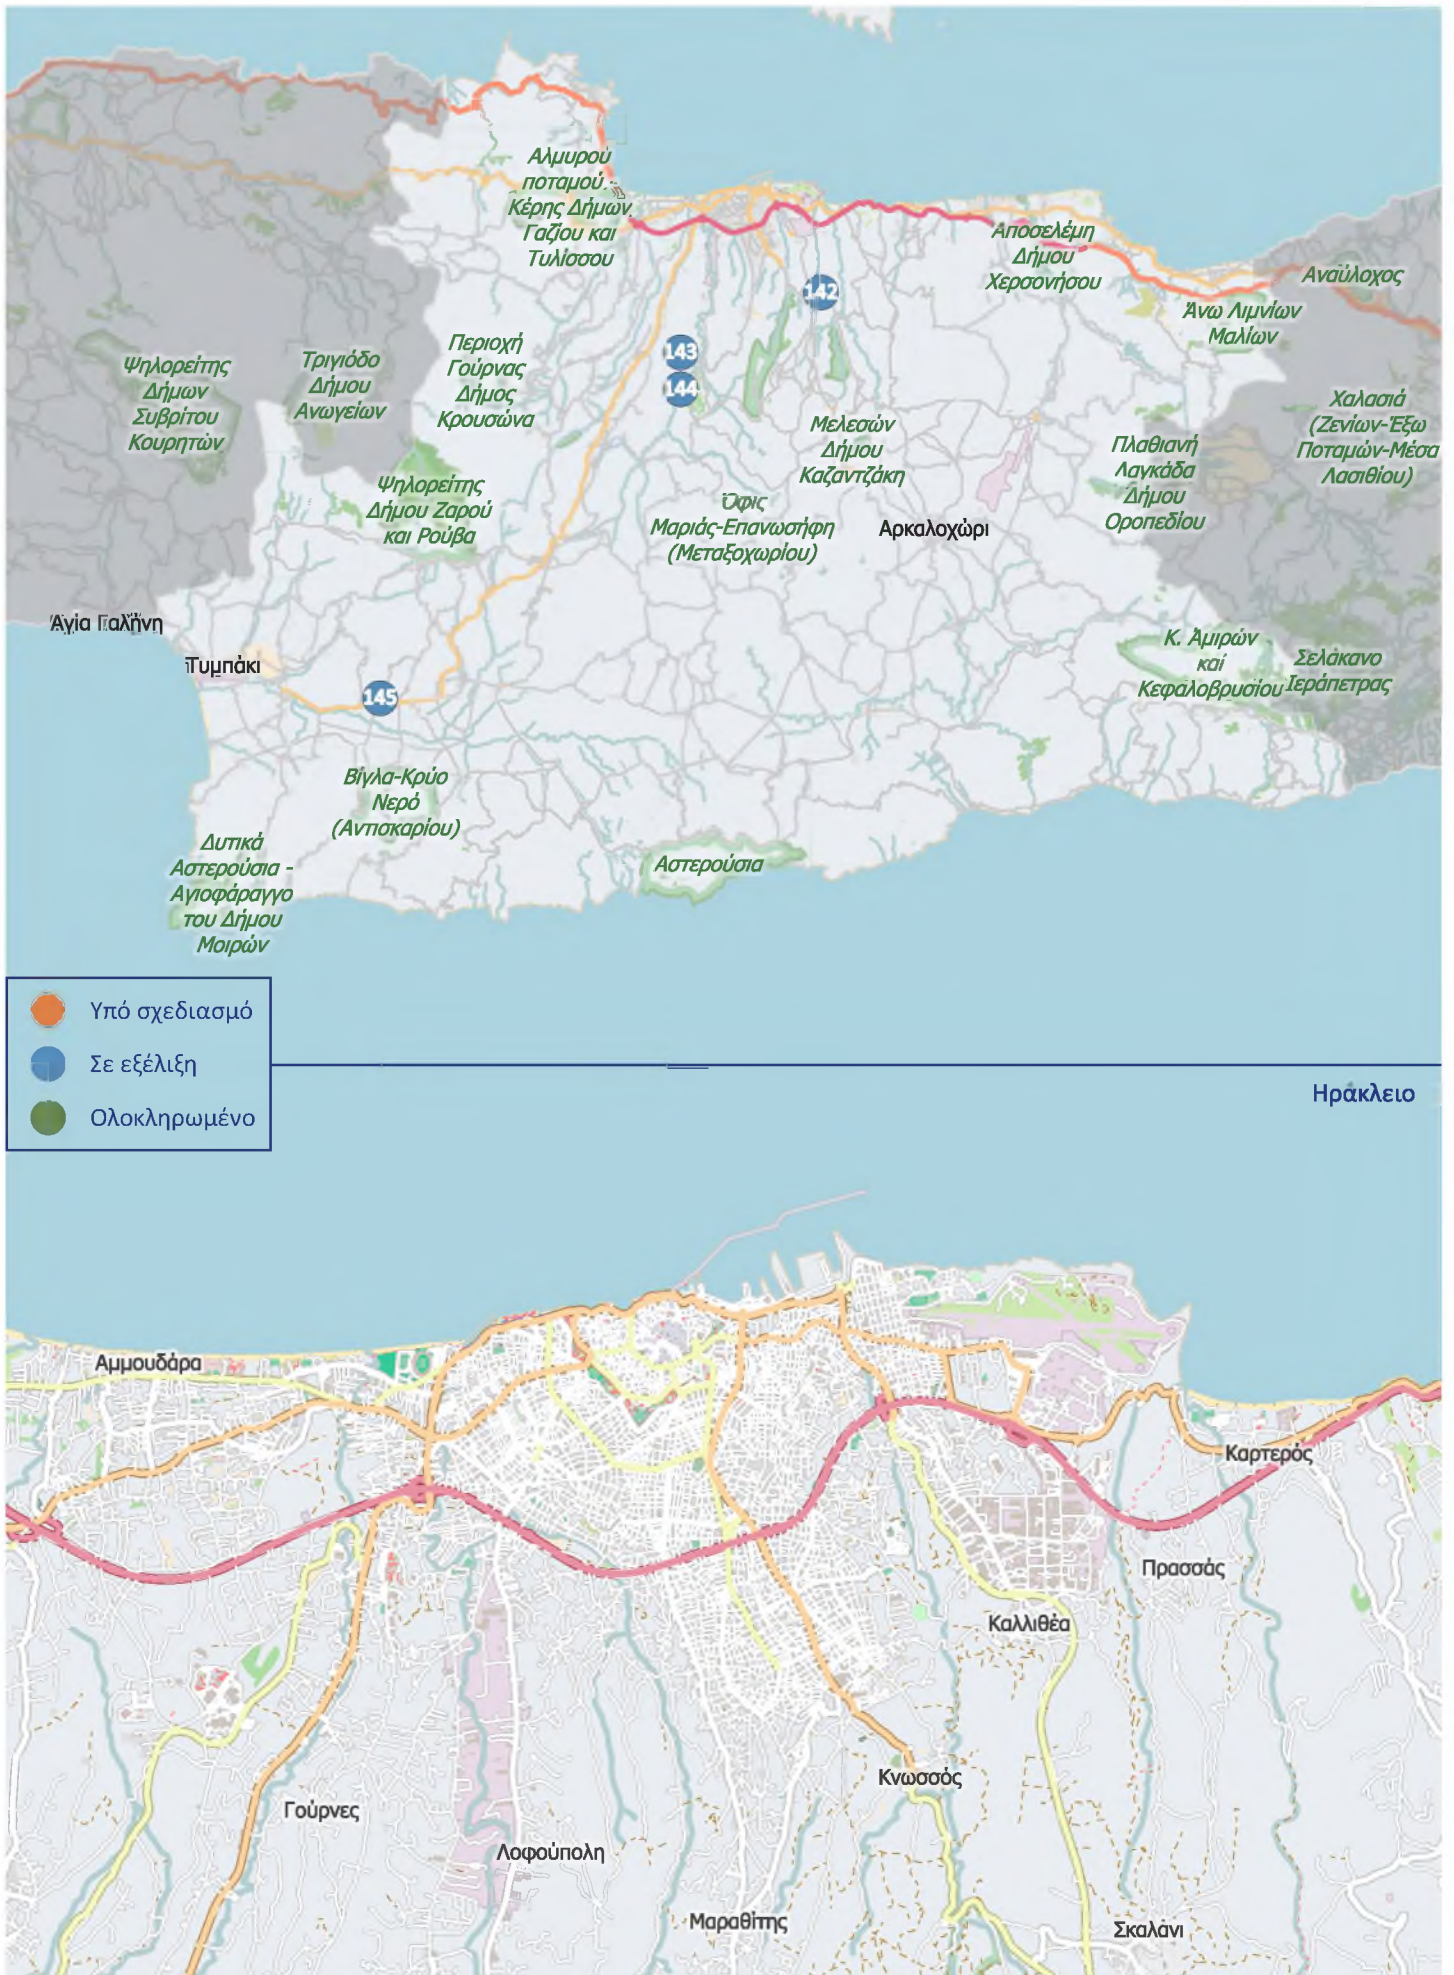 Αλμυρού
ποταμού.-
Κέρης Δήμων
Γαζίου και
Τυλίσσου
142
Αποσελέμη
Δήμου
Χερσονήσου
Αναύλοχος
Άνω Λιμνίων
Μαλίων
Ψηλορείτης
Δήμων
Συβρίτου
Κουρητών
Τριγιόδο
Δήμου
Ανωγείων
Περιοχή
Γούρνας
Δήμος
Κρουσώνα
143
144
Μελεσών
Δήμου
Καζαντζάκη
Χαλασιά
(Ζενίων-Έξω
Ποταμών-Μέσα
Λασιθίου)
Πλαθιανή
Λαγκάδα
Δήμου
Οροπεδίου
Ψηλορείτης
Δήμου Ζαρού
και Ρούβα
Όφις
Μαριάς-Επανωσήφη
(Μεταξοχωρίου)
Αρκαλοχώρι
Άγία Γαλήνη
Τυμπάκι
145
Κ. Άμιρών
καί
Κεφαλοβρυσίου
Σελάκανο
Ιεράπετρας
Βίγλα-Κρύο
Νερό
(Αντισκαρίου)
Δυτικά
Αστερούσια -
Αγιοφάραγγο
του Δήμου
Μοιρών
Αστερούσια
Υπό σχεδιασμό
Σε εξέλιξη
Ολοκληρωμένο
Ηράκλειο
Αμμουδάρα
Καρτερός
Πρασσάς
Καλλιθέα
Κνωσσός
Γούρνες
Λοφούπολη
Μαραθίτης
Σκαλάνι